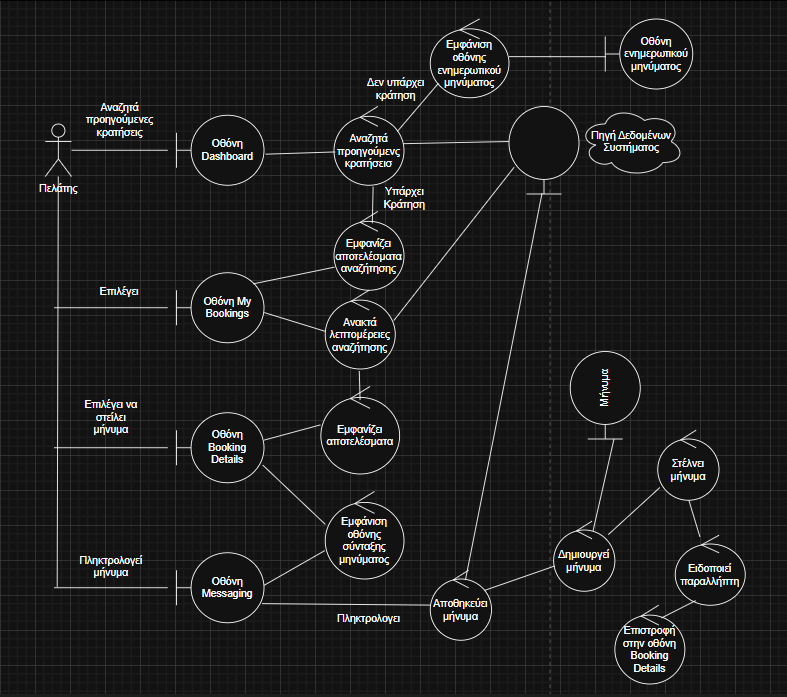 Εμφάνιση
οθόνης
ενημερωτικού
μηνύματος
Οθόνη
ενημερωτικού
μηνύματος
Δεν υπάρχει
κράτηση
Αναζητά
προηγούμενες
κρατήσεις
Οθόνη
Dashboard
Αναζητά
προηγούμενς
κρατήσεισ
Πηγή Δεδομένων
Συστήματος
Πελάτης
Υπάρχει
Κράτηση
Εμφανίζει
αποτελέσματα
αναζήτησης
Επιλέγει
Οθόνη My
Bookings
Ανακτά
λεπτομέρειες
αναζήτησης
Μήνυμα
Επιλέγει να
στείλει
μήνυμα
Οθόνη
Booking
Details
Εμφανίζει
αποτελέσματα
Στέλνει
μήνυμα
Εμφάνιση
οθόνης
σύνταξης
μηνύματος
Δημιουργεί
μήνυμα
Ειδοποιεί
παραλλήπτη
Πληκτρολογεί
μήνυμα
Οθόνη
Messaging
Πληκτρολογει
Αποθηκεύει
μήνυμα
Επιστροφή
στην οθόνη
Booking
Details